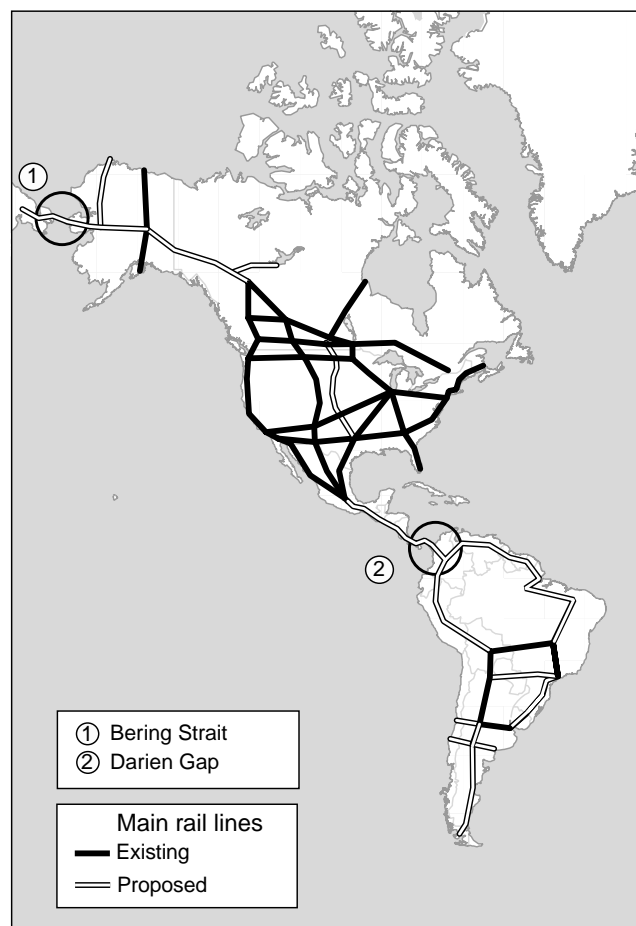 1
2
1 Bering Strait
2 Darien Gap
Main rail lines
Existing
Proposed